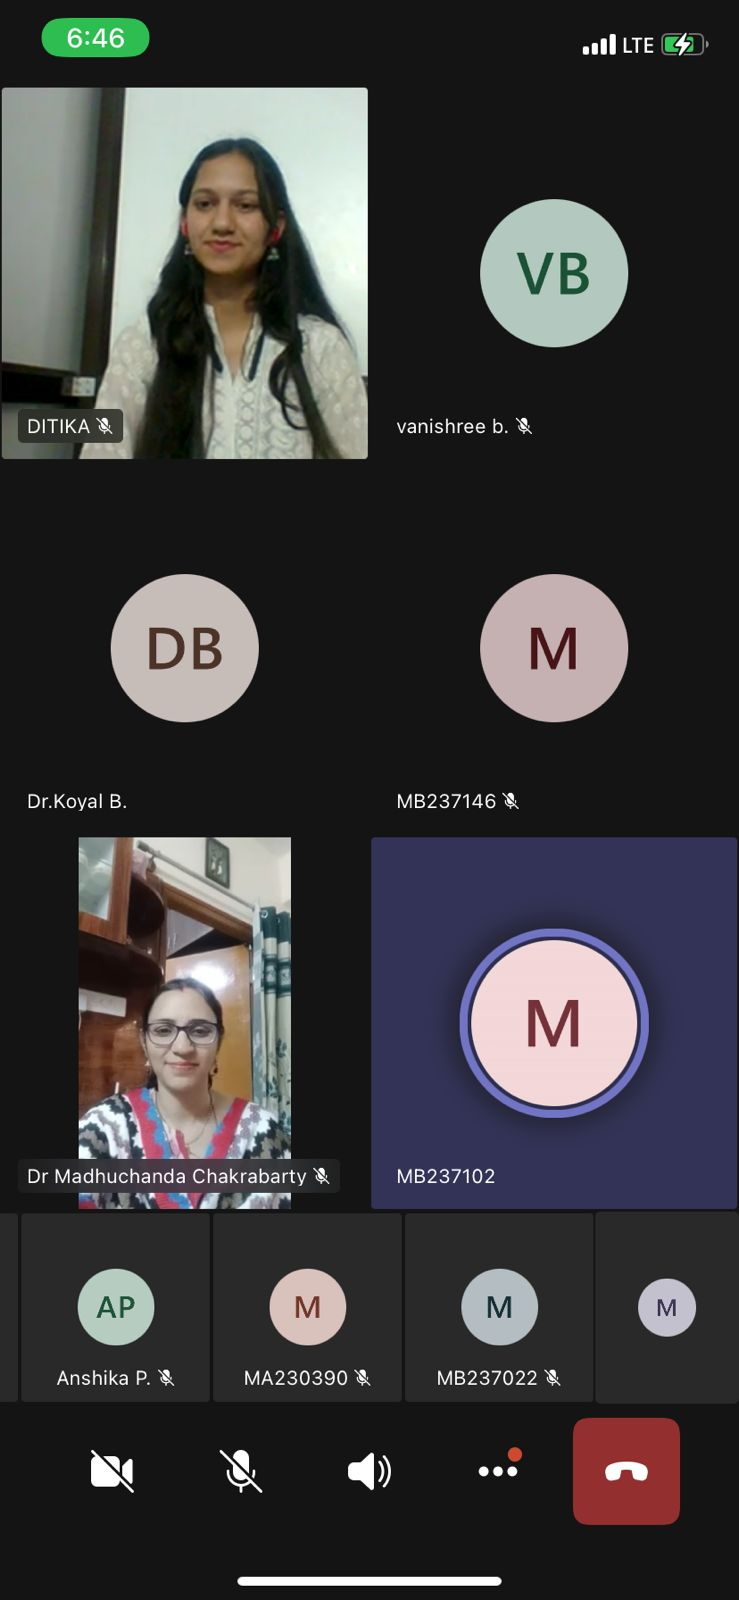 6:46
LTE
VB
DITIKA
vanishree b.
DB
M
Dr.Koyal B.
MB237146
M
Dr Madhuchanda Chakrabarty
MB237102
AP
M
M
M
Anshika P.
MA230390
MB237022